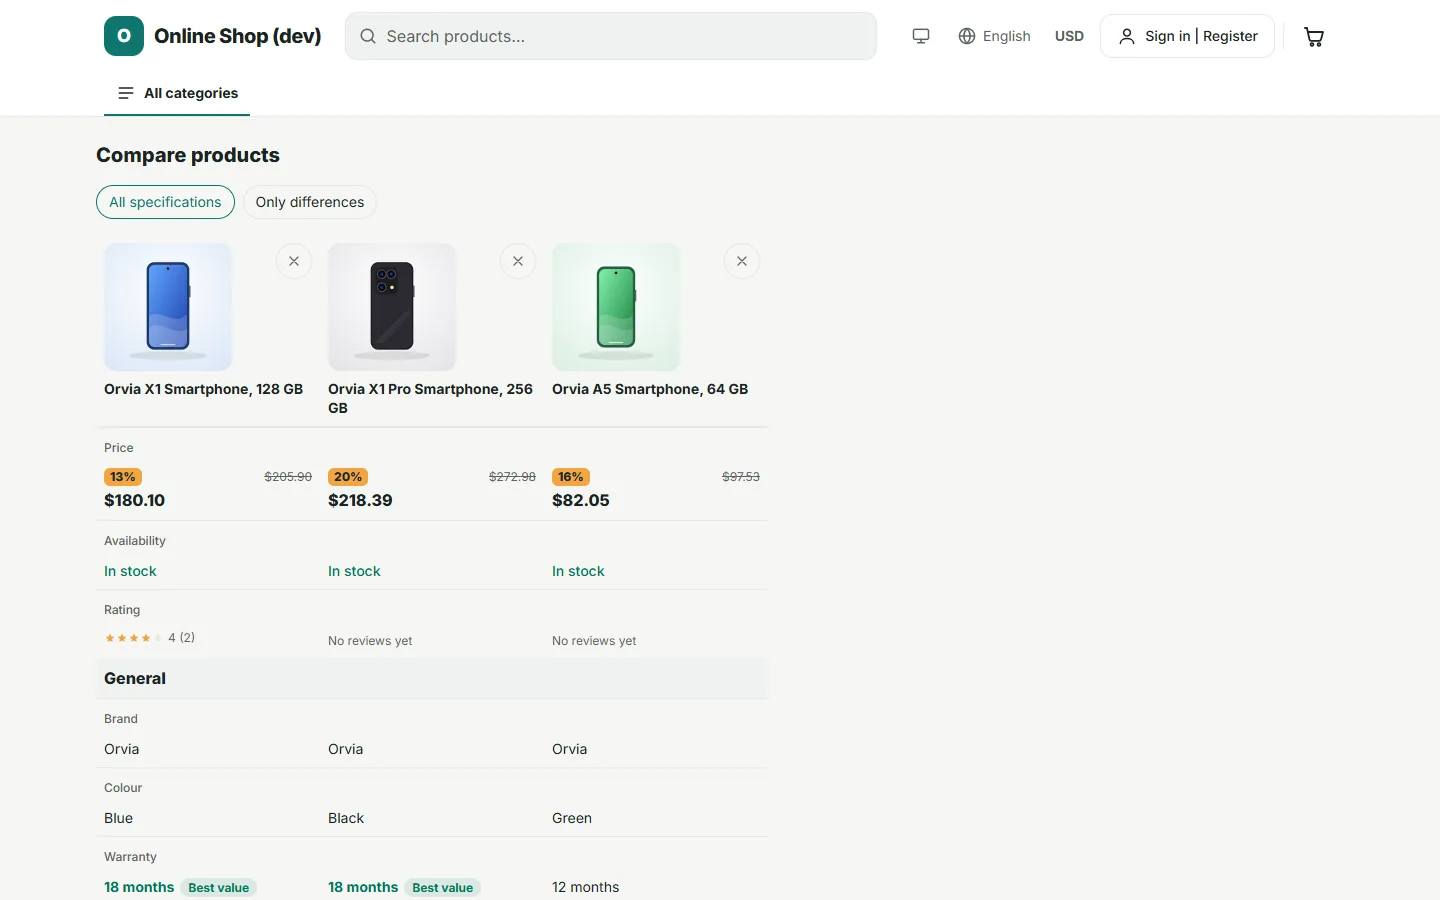 O Online Shop (dev) Search products... English USD Sign in | Register
All categories
Compare products
All specifications Only differences
Orvia X1 Smartphone, 128 GB Orvia X1 Pro Smartphone, 256 GB Orvia A5 Smartphone, 64 GB
Price
13% $205.90 20% $272.98 16% $97.53
$180.10 $218.39 $82.05
Availability
In stock In stock In stock
Rating
4 (2) No reviews yet No reviews yet
General
Brand
Orvia Orvia Orvia
Colour
Blue Black Green
Warranty
18 months Best value 18 months Best value 12 months